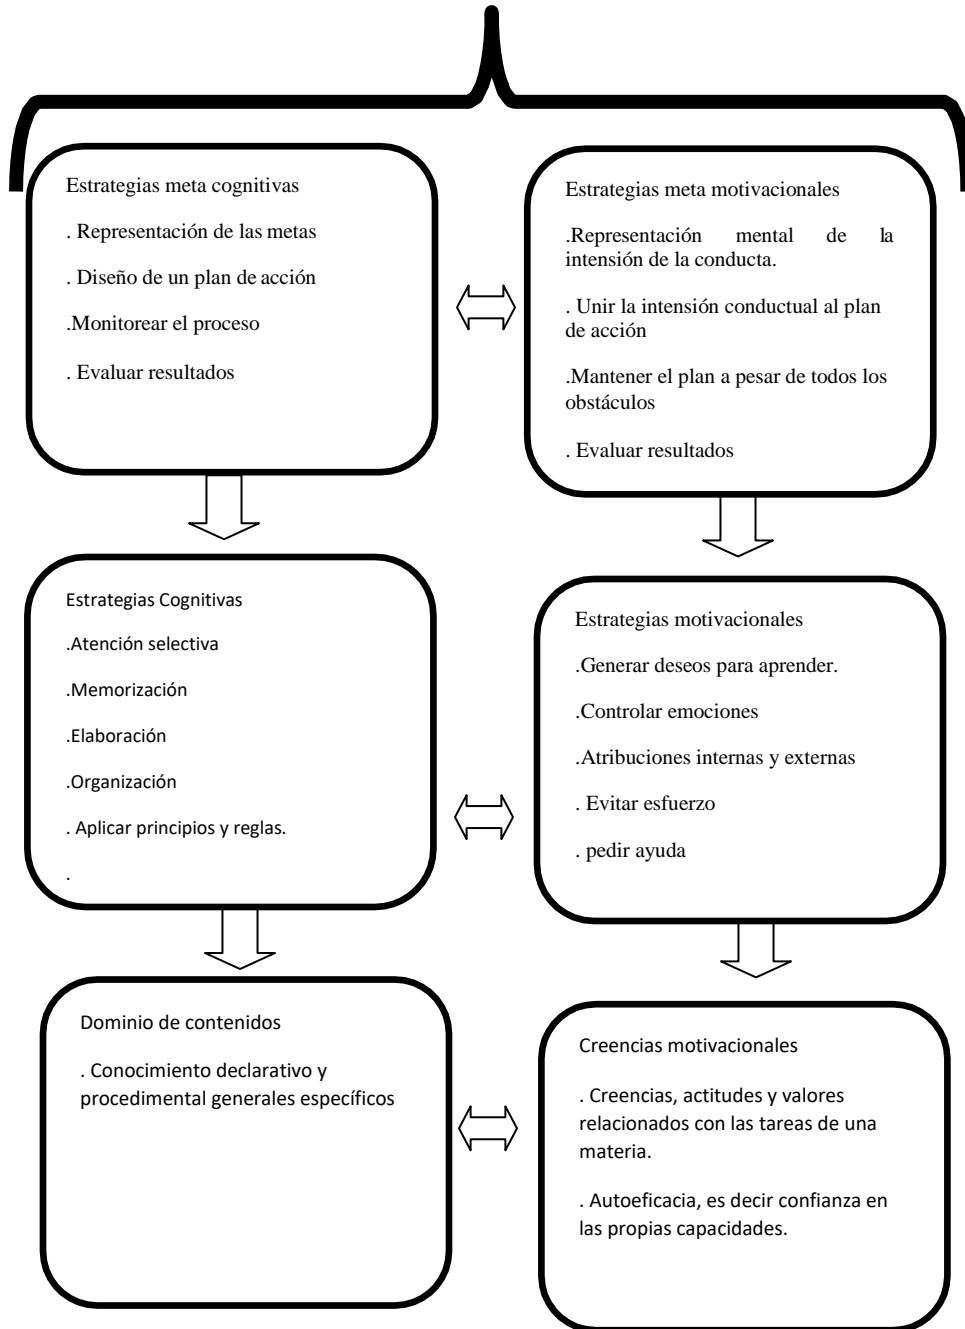 Estrategias meta cognitivas
. Representación de las metas
. Diseño de un plan de acción
.Monitorear el proceso
. Evaluar resultados
Estrategias meta motivacionales
.Representación mental de la
intensión de la conducta.
. Unir la intensión conductual al plan
de acción
.Mantener el plan a pesar de todos los
obstáculos
. Evaluar resultados
Estrategias Cognitivas
.Atención selectiva
.Memorización
.Elaboración
.Organización
. Aplicar principios y reglas.
.
Estrategias motivacionales
.Generar deseos para aprender.
.Controlar emociones
.Atribuciones internas y externas
. Evitar esfuerzo
. pedir ayuda
Dominio de contenidos
. Conocimiento declarativo y
procedimental generales específicos
Creencias motivacionales
. Creencias, actitudes y valores
relacionados con las tareas de una
materia.
. Autoeficacia, es decir confianza en
las propias capacidades.